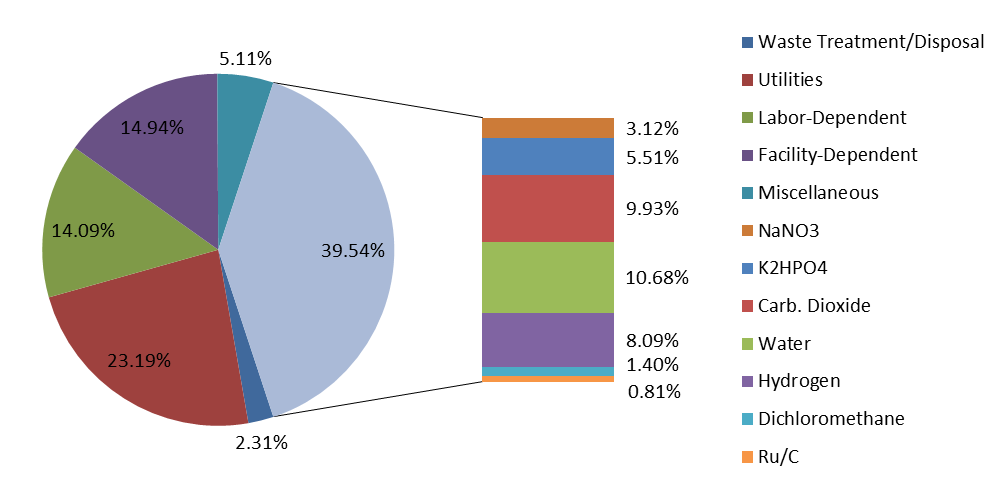 5.11%
14.94%
14.09%
39.54%
23.19%
2.31%
3.12%
5.51%
9.93%
10.68%
8.09%
1.40%
0.81%
Waste Treatment/Disposal
Utilities
Labor-Dependent
Facility-Dependent
Miscellaneous
NaNO3
K2HPO4
Carb. Dioxide
Water
Hydrogen
Dichloromethane
Ru/C